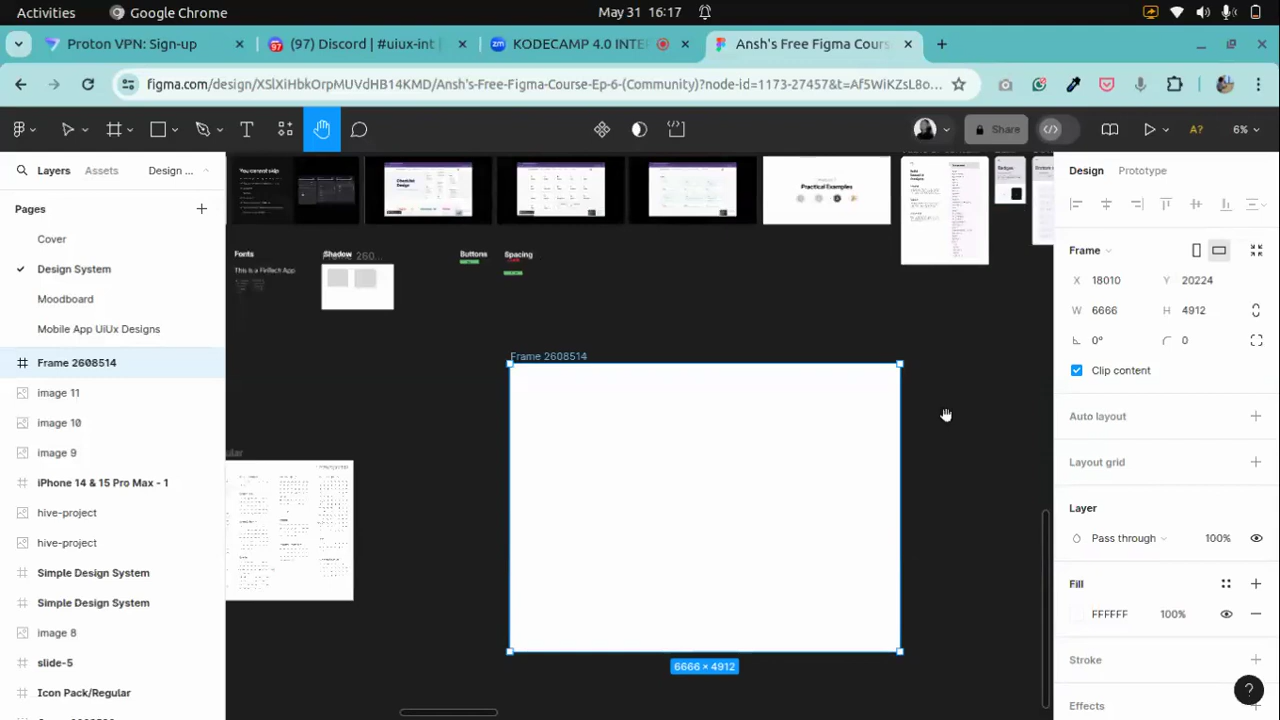 Activities
Google Chrome
May 31 16:17
Proton VPN: Sign-up
(97) Discord | #uiux-int
KODECAMP 4.0 INTER
Ansh's Free Figma Cours
figma.com/design/XSlXiHbkOrpMUVdHB14KMD/Ansh's-Free-Figma-Course-Ep-6-(Community)?node-id=1173-27457&t=Af5WiKZsL8o...
Share
A?
6%
Layers
Assets
Design ...
Pages
Cover
Design System
Moodboard
Mobile App UiUx Designs
Frame 2608514
image 11
image 10
image 9
iPhone 14 & 15 Pro Max - 1
hive-project
hive-project
Simple Design System
Simple Design System
image 8
slide-5
Icon Pack/Regular
You cannot skip
Practical Examples
Fonts
Shadow
260...
Buttons
Spacing
This is a FinTech App
Frame 2608514
6666 × 4912
Design
Prototype
Frame
X 18010
Y 20224
W 6666
H 4912
0°
0
Clip content
Auto layout
Layout grid
Layer
Pass through
100%
Fill
FFFFFF
100%
Stroke
Effects
?